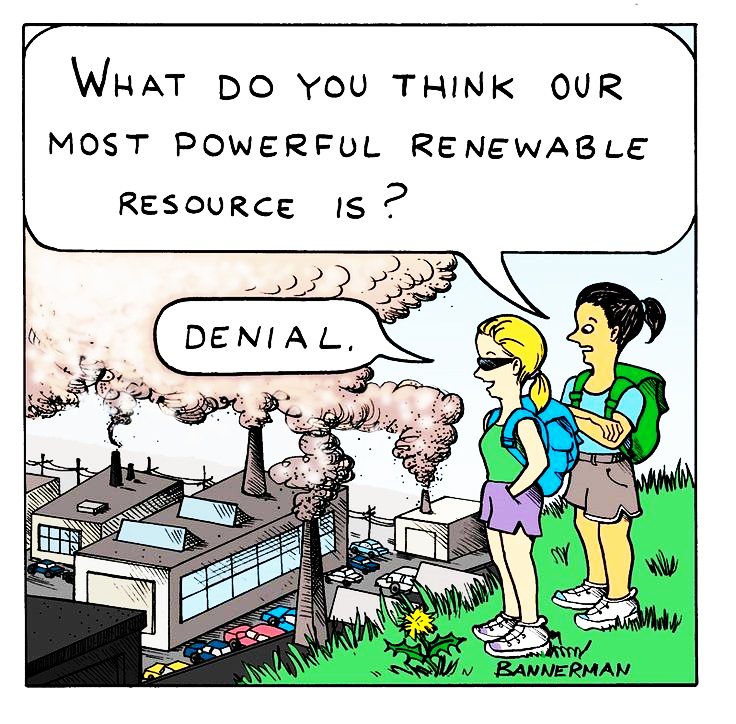 WHAT DO YOU THINK OUR
MOST POWERFUL RENEWABLE
RESOURCE IS?
DENIAL.
BANNERMAN